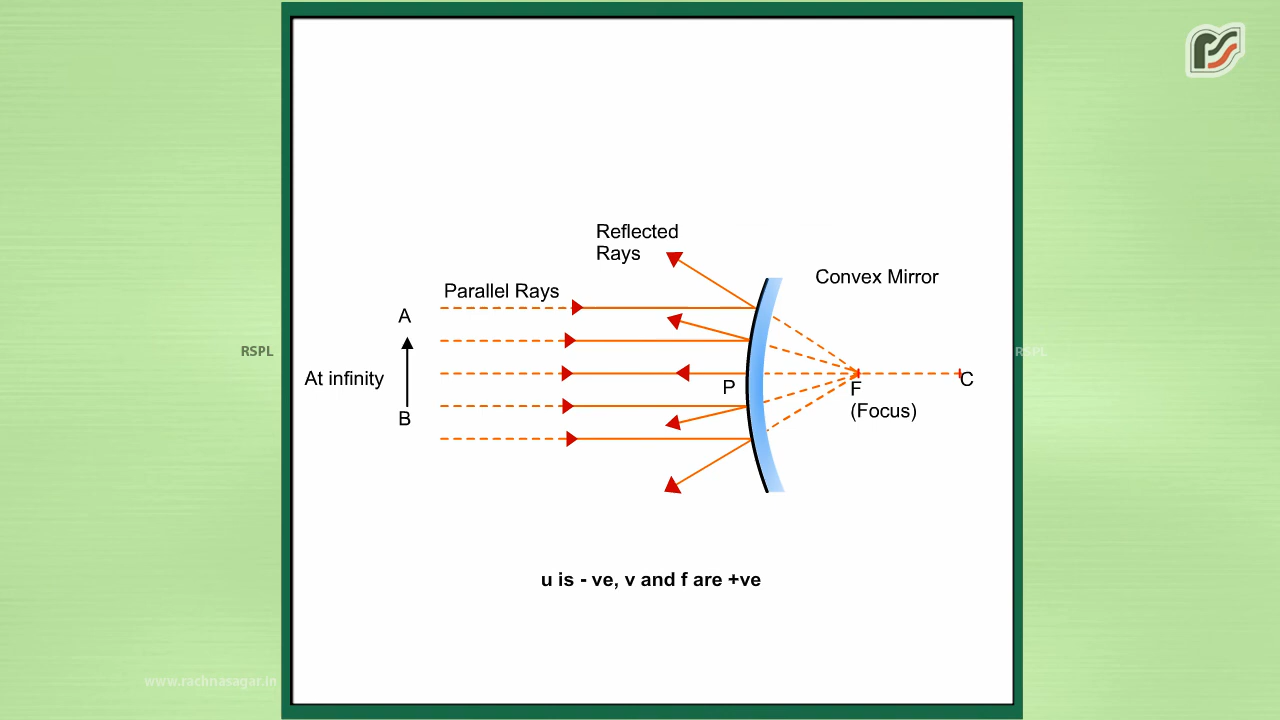 Reflected
Rays
Convex Mirror
Parallel Rays
A
RSPL
RSPL
At infinity
P
F
C
(Focus)
B
u is - ve, v and f are +ve
www.rachnasagar.in